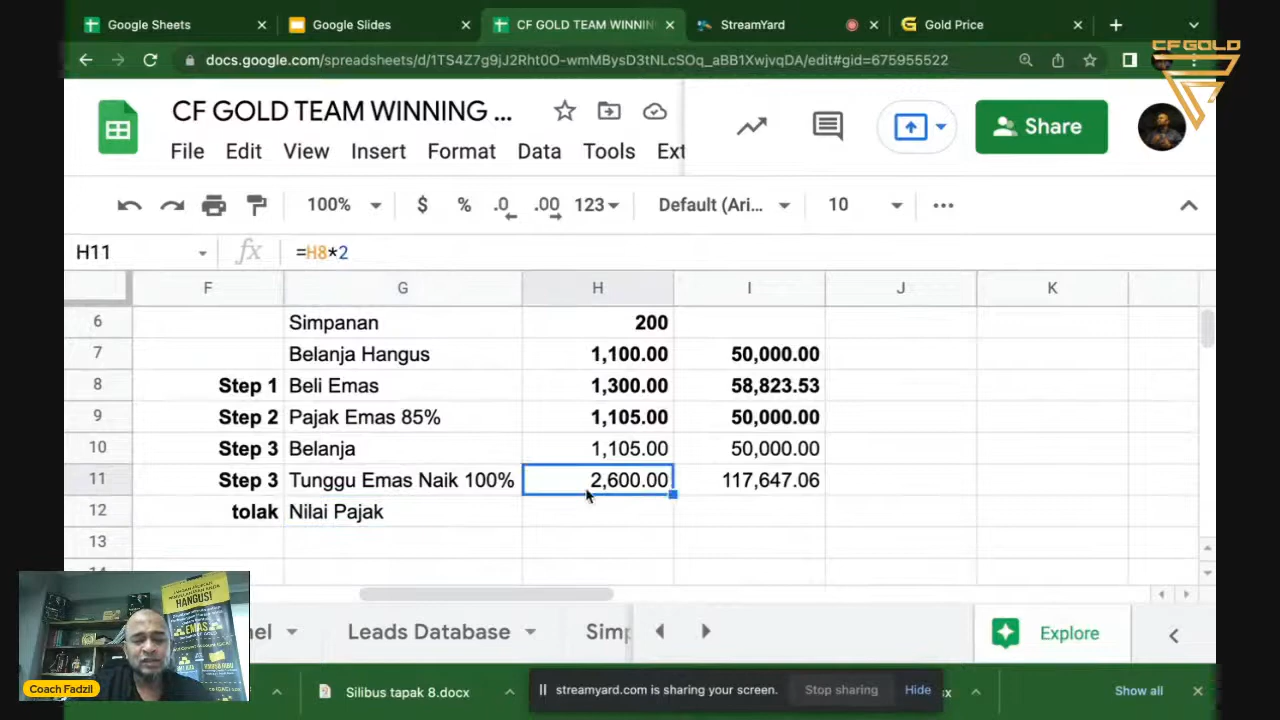 Google Sheets
Google Slides
CF GOLD TEAM WINNIN
StreamYard
Gold Price
CF GOLD
docs.google.com/spreadsheets/d/1TS4Z7g9jJ2Rht0O-wmMBysD3tNLcSOq_aBB1XwjvqDA/edit#gid=675955522
CF GOLD TEAM WINNING ...
Share
File Edit View Insert Format Data Tools Ext
100% $ % .0 .00 123 Default (Ari... 10 ...
H11 fx =H8*2
F G H I J K
6 Simpanan 200
7 Belanja Hangus 1,100.00 50,000.00
8 Step 1 Beli Emas 1,300.00 58,823.53
9 Step 2 Pajak Emas 85% 1,105.00 50,000.00
10 Step 3 Belanja 1,105.00 50,000.00
11 Step 3 Tunggu Emas Naik 100% 2,600.00 117,647.06
12 tolak Nilai Pajak
13
HANGUS!
EMAS
nel Leads Database Simp Explore
Coach Fadzil
Silibus tapak 8.docx
streamyard.com is sharing your screen. Stop sharing Hide
Show all